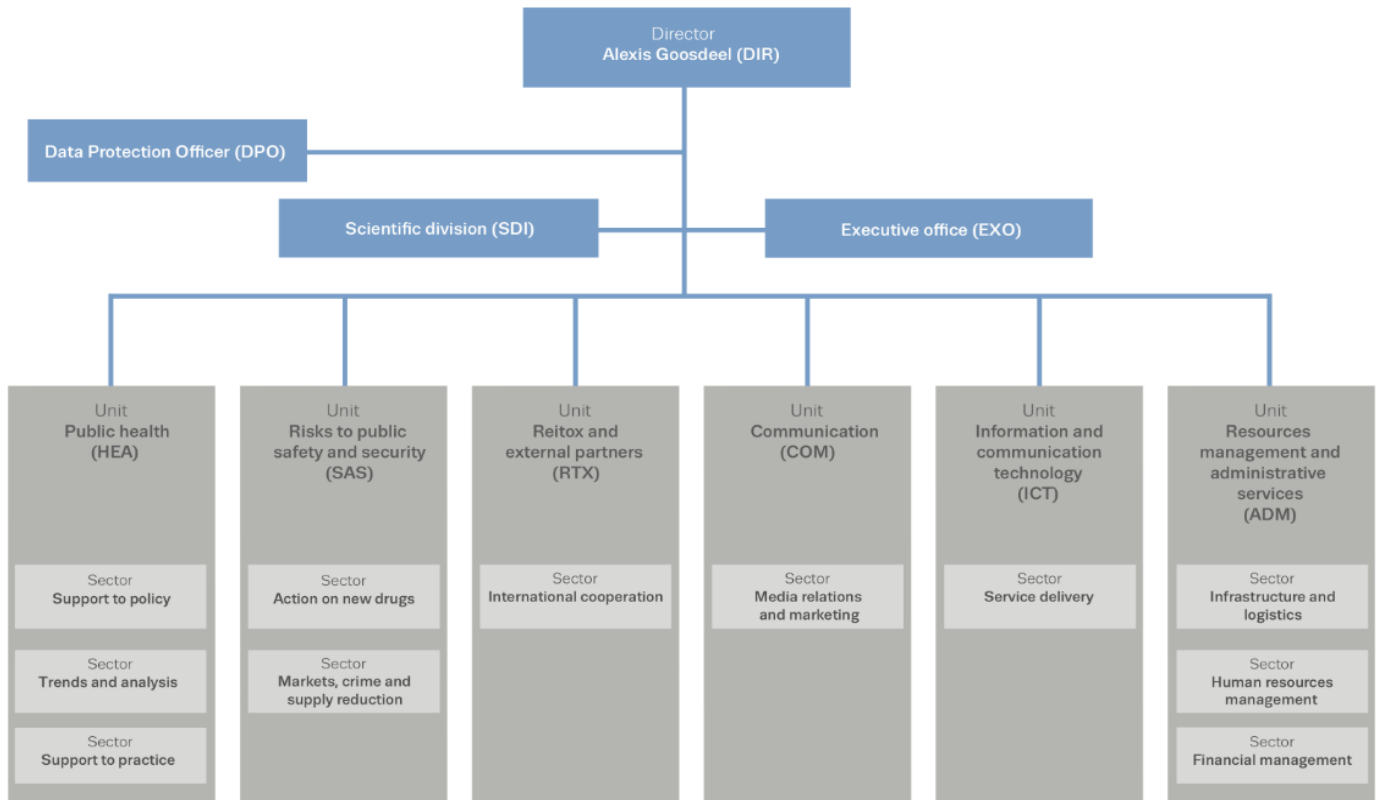 Director
Alexis Goosdeel (DIR)
Data Protection Officer (DPO)
Scientific division (SDI)
Executive office (EXO)
Unit
Public health
(HEA)
Sector
Support to policy
Sector
Trends and analysis
Sector
Support to practice
Unit
Risks to public
safety and security
(SAS)
Sector
Action on new drugs
Sector
Markets, crime and
supply reduction
Unit
Reitox and
external partners
(RTX)
Sector
International cooperation
Unit
Communication
(COM)
Sector
Media relations
and marketing
Unit
Information and
communication
technology
(ICT)
Sector
Service delivery
Unit
Resources
management and
administrative
services
(ADM)
Sector
Infrastructure and
logistics
Sector
Human resources
management
Sector
Financial management